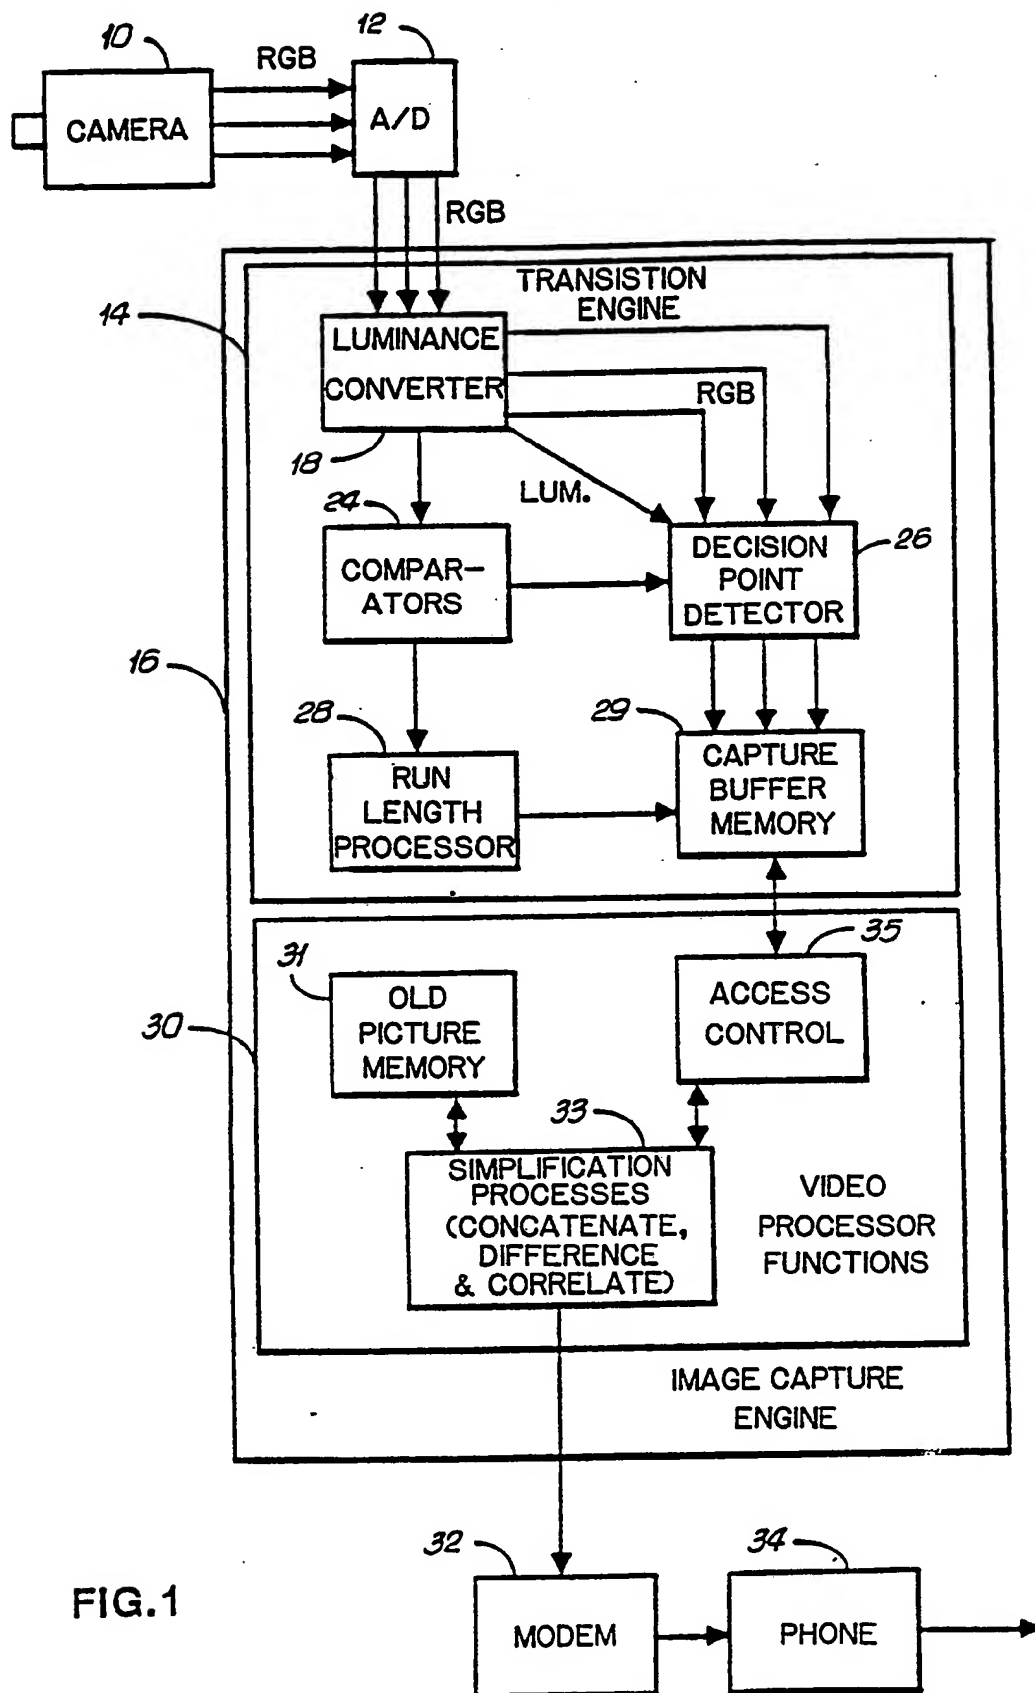 10
12
RGB
CAMERA
A/D
RGB
TRANSISTION
ENGINE
14
LUMINANCE
CONVERTER
RGB
18
LUM.
24
26
COMPAR-
ATORS
DECISION
POINT
DETECTOR
16
28
29
RUN
LENGTH
PROCESSOR
CAPTURE
BUFFER
MEMORY
31
35
30
OLD
PICTURE
MEMORY
ACCESS
CONTROL
33
SIMPLIFICATION
PROCESSES
(CONCATENATE,
DIFFERENCE
& CORRELATE)
VIDEO
PROCESSOR
FUNCTIONS
IMAGE CAPTURE
ENGINE
32
34
MODEM
PHONE
FIG.1